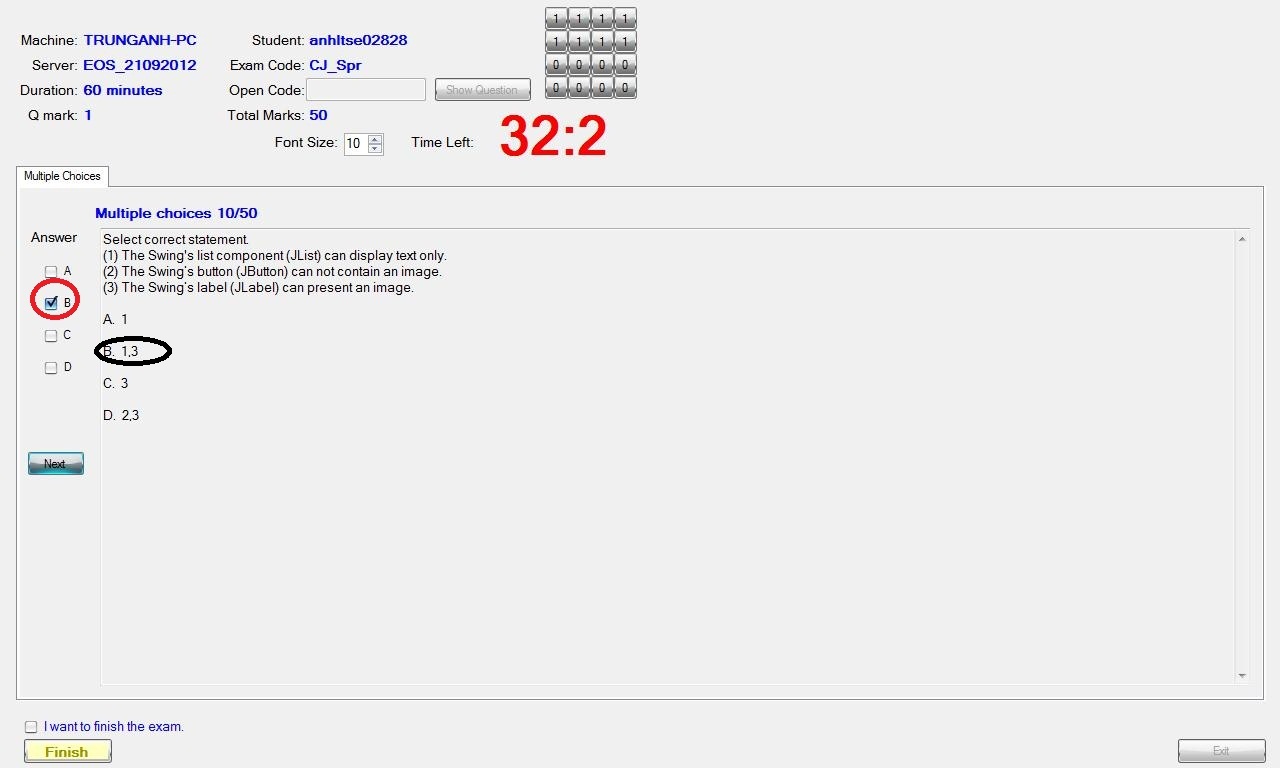 1 1 1 1
Machine: TRUNGANH-PC Student: anhltse02828 1 1 1 1
Server: EOS_21092012 Exam Code: CJ_Spr 0 0 0 0
Duration: 60 minutes Open Code: Show Question 0 0 0 0
Q mark: 1 Total Marks: 50
Font Size: 10 Time Left: 32:2
Multiple Choices
Multiple choices 10/50
Answer
Select correct statement.
(1) The Swing's list component (JList) can display text only.
A
(2) The Swing's button (JButton) can not contain an image.
(3) The Swing's label (JLabel) can present an image.
B
A. 1
C
B. 1,3
D
C. 3
D. 2,3
Next
I want to finish the exam.
Finish
Exit